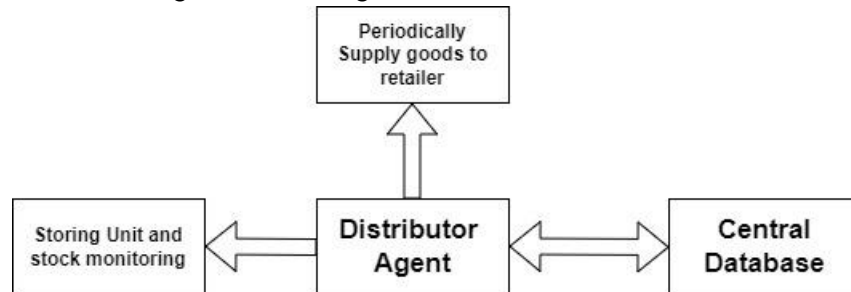 Periodically
Supply goods to
retailer
Storing Unit and
stock monitoring
Distributor
Agent
Central
Database